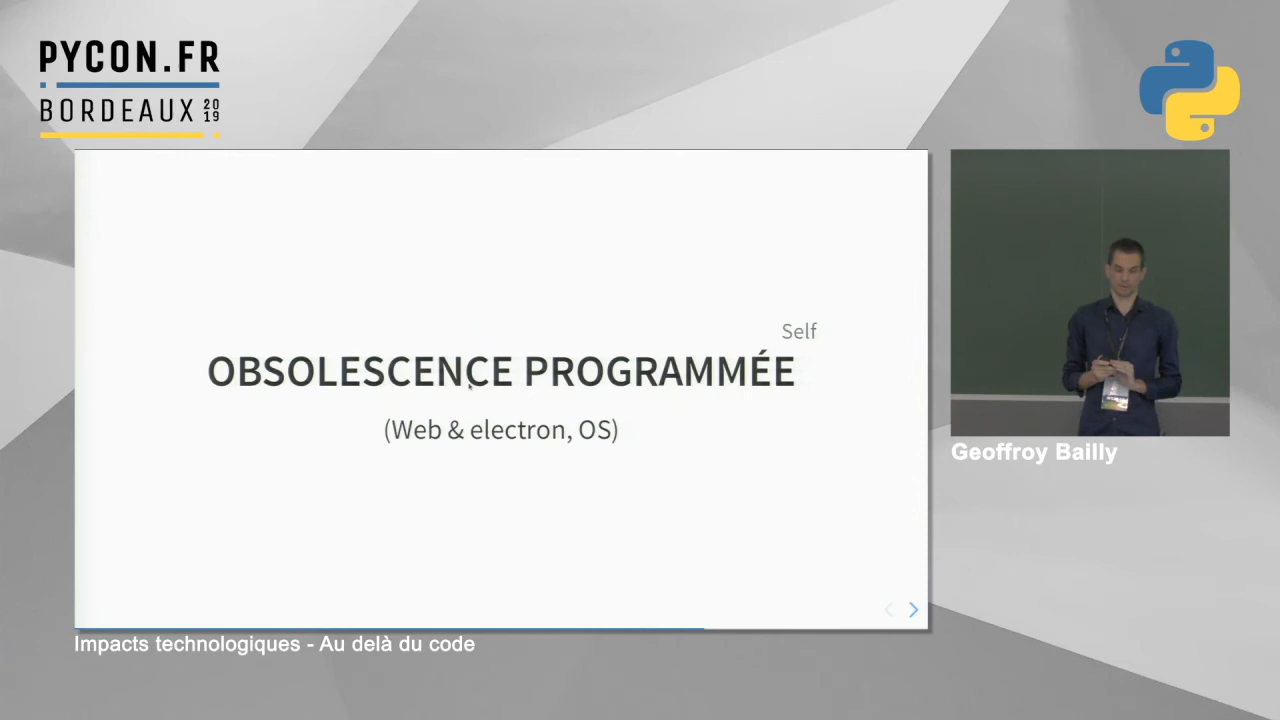 PYCON.FR
BORDEAUX 2019
Self
OBSOLESCENCE PROGRAMMÉE
(Web & electron, OS)
Geoffroy Bailly
Impacts technologiques - Au delà du code